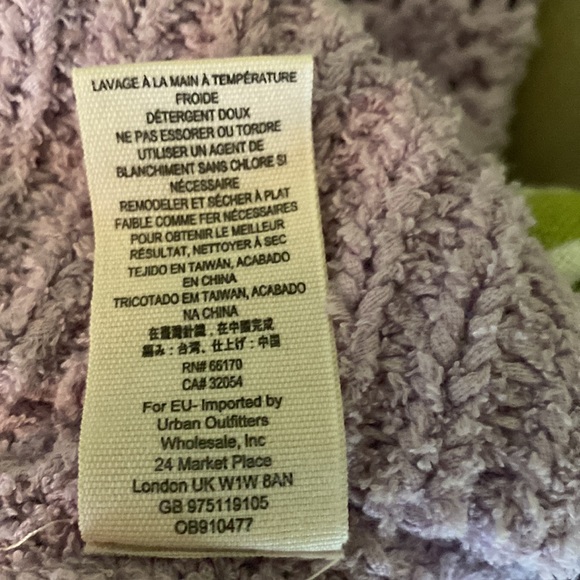 LAVAGE À LA MAIN À TEMPÉRATURE
FROIDE
DÉTERGENT DOUX
NE PAS ESSORER OU TORDRE
UTILISER UN AGENT DE
BLANCHIMENT SANS CHLORE SI
NÉCESSAIRE
REMODELER ET SÉCHER À PLAT
FAIBLE COMME FER NÉCESSAIRES
POUR OBTENIR LE MEILLEUR
RÉSULTAT, NETTOYER À SEC
TEJIDO EN TAIWÁN, ACABADO
EN CHINA
TRICOTADO EM TAIWAN, ACABADO
NA CHINA
在臺灣針織，在中國完成
編み：台湾、仕上げ：中国
RN# 66170
CA# 32054
For EU- Imported by
Urban Outfitters
Wholesale, Inc
24 Market Place
London UK W1W 8AN
GB 975119105
OB910477